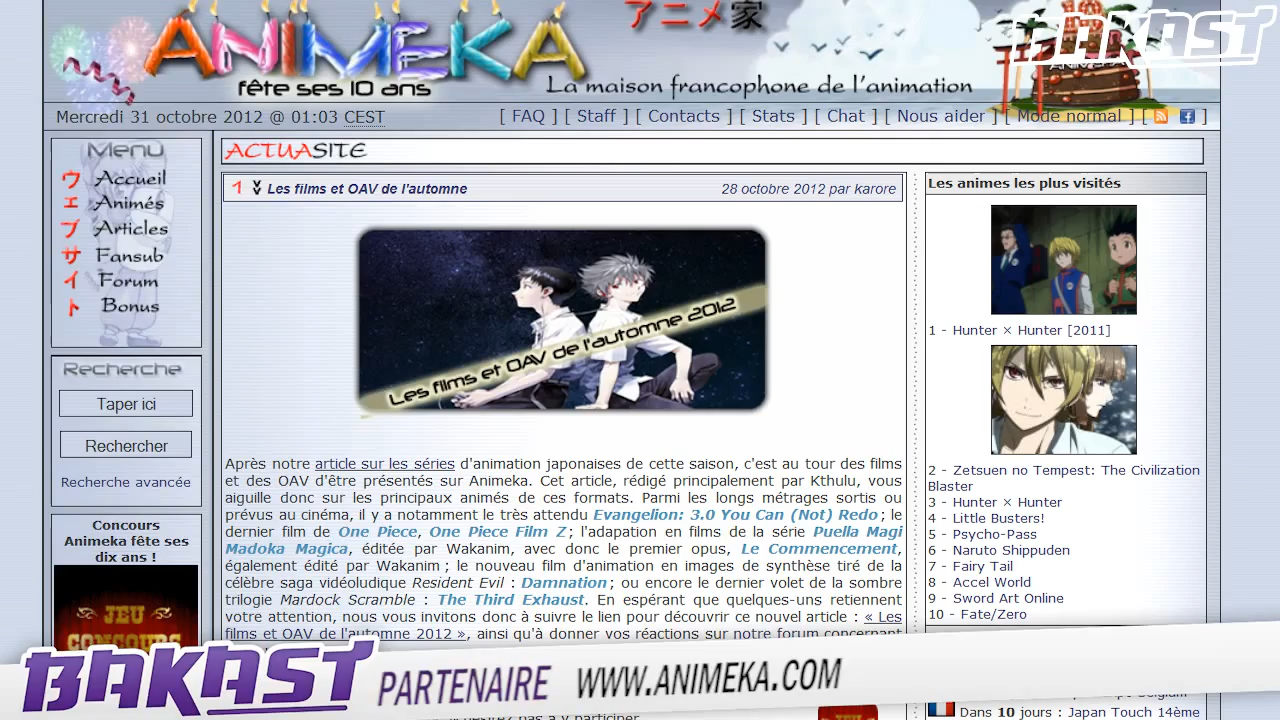 ANIMEKA
アニメ家
BAKAST
fête ses 10 ans
La maison francophone de l'animation
Mercredi 31 octobre 2012 @ 01:03 CEST
[ FAQ ] [ Staff ] [ Contacts ] [ Stats ] [ Chat ] [ Nous aider ] [ Mode normal ] [ ]
Menu
ウ Accueil
ェ Animés
ブ Articles
サ Fansub
イ Forum
ト Bonus
Recherche
Taper ici
Rechercher
Recherche avancée
Concours
Animeka fête ses
dix ans !
JEU
CONCOURS
ACTUASITE
1 Les films et OAV de l'automne
28 octobre 2012 par karore
Les films et OAV de l'automne 2012
Après notre article sur les séries d'animation japonaises de cette saison, c'est au tour des films
et des OAV d'être présentés sur Animeka. Cet article, rédigé principalement par Kthulu, vous
aiguille donc sur les principaux animés de ces formats. Parmi les longs métrages sortis ou
prévus au cinéma, il y a notamment le très attendu Evangelion: 3.0 You Can (Not) Redo ; le
dernier film de One Piece, One Piece Film Z ; l'adapation en films de la série Puella Magi
Madoka Magica, éditée par Wakanim, avec donc le premier opus, Le Commencement,
également édité par Wakanim ; le nouveau film d'animation en images de synthèse tiré de la
célèbre saga vidéoludique Resident Evil : Damnation ; ou encore le dernier volet de la sombre
trilogie Mardock Scramble : The Third Exhaust. En espérant que quelques-uns retiennent
votre attention, nous vous invitons donc à suivre le lien pour découvrir ce nouvel article : « Les
films et OAV de l'automne 2012 », ainsi qu'à donner vos réactions sur notre forum concernant
Les animes les plus visités
1 - Hunter × Hunter [2011]
2 - Zetsuen no Tempest: The Civilization
Blaster
3 - Hunter × Hunter
4 - Little Busters!
5 - Psycho-Pass
6 - Naruto Shippuden
7 - Fairy Tail
8 - Accel World
9 - Sword Art Online
10 - Fate/Zero
Dans 10 jours : Japan Touch 14ème
BAKAST PARTENAIRE WWW.ANIMEKA.COM